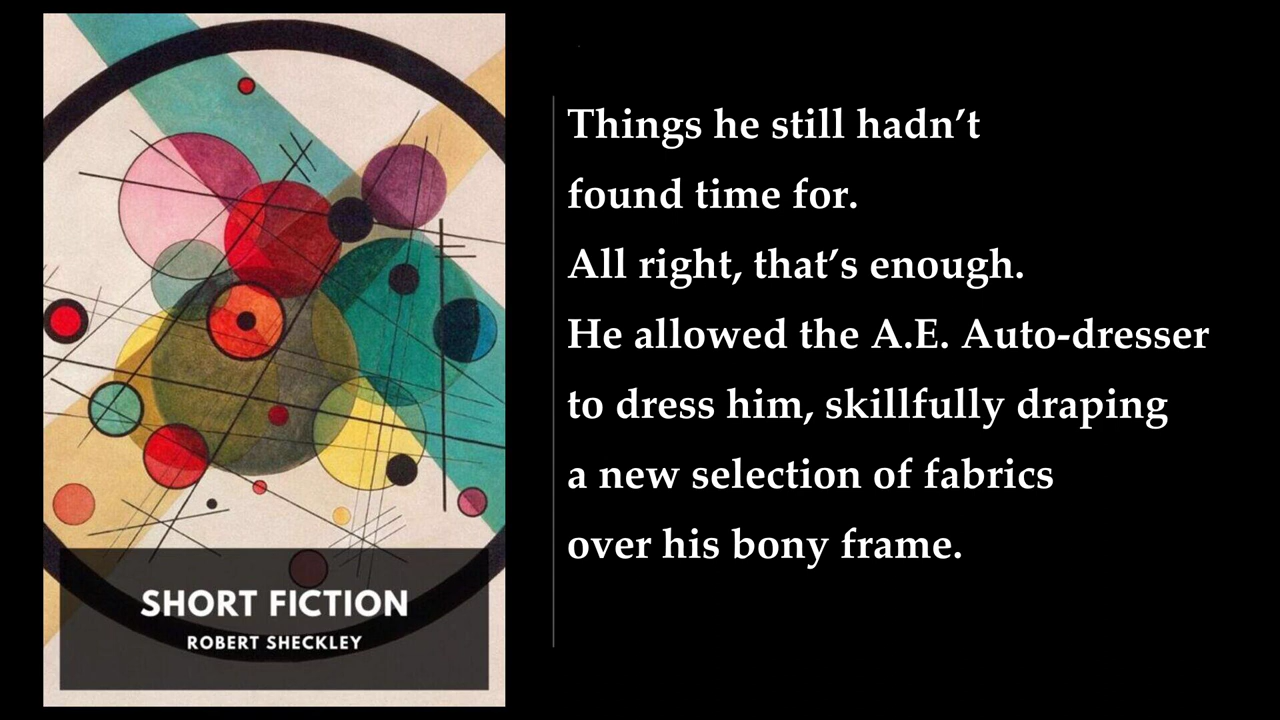 SHORT FICTION
ROBERT SHECKLEY
Things he still hadn’t
found time for.
All right, that’s enough.
He allowed the A.E. Auto-dresser
to dress him, skillfully draping
a new selection of fabrics
over his bony frame.